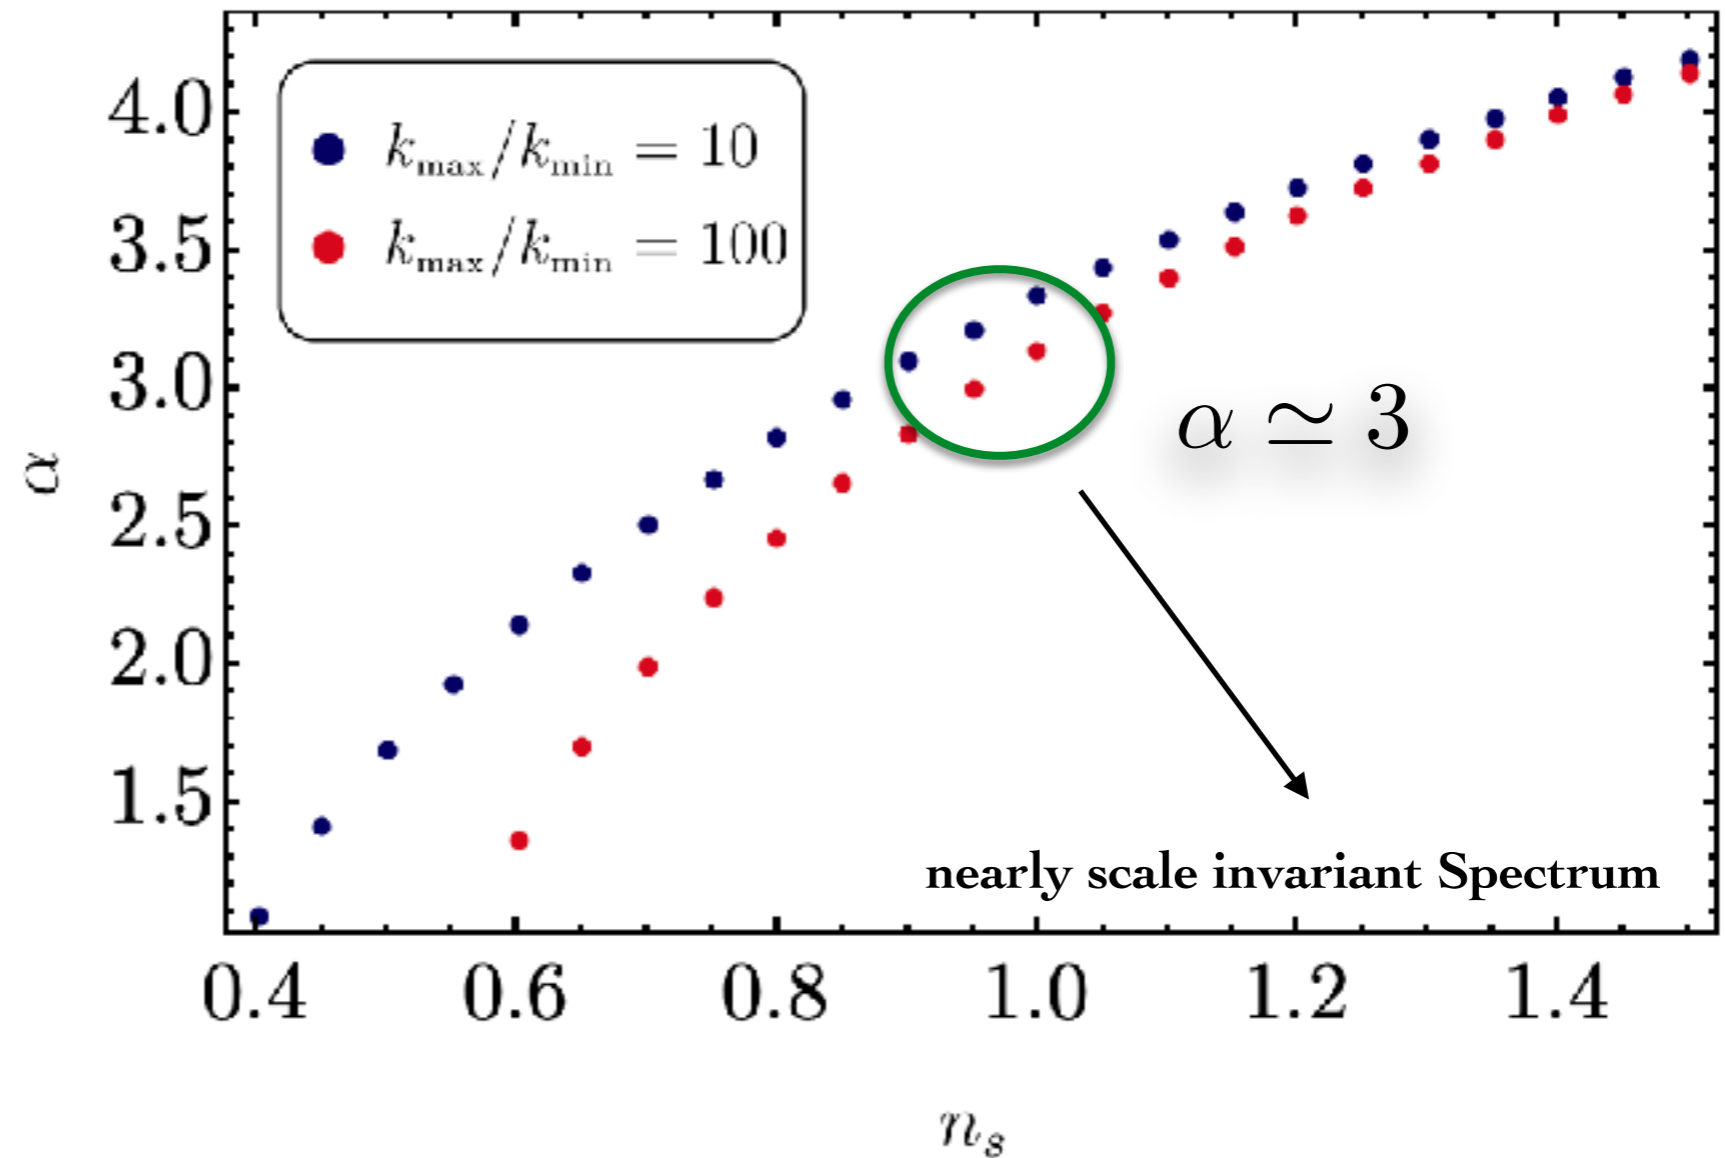 k_max/k_min = 10
k_max/k_min = 100
4.0
3.5
3.0
2.5
2.0
1.5
α
α ≃ 3
nearly scale invariant Spectrum
0.4 0.6 0.8 1.0 1.2 1.4
n_s